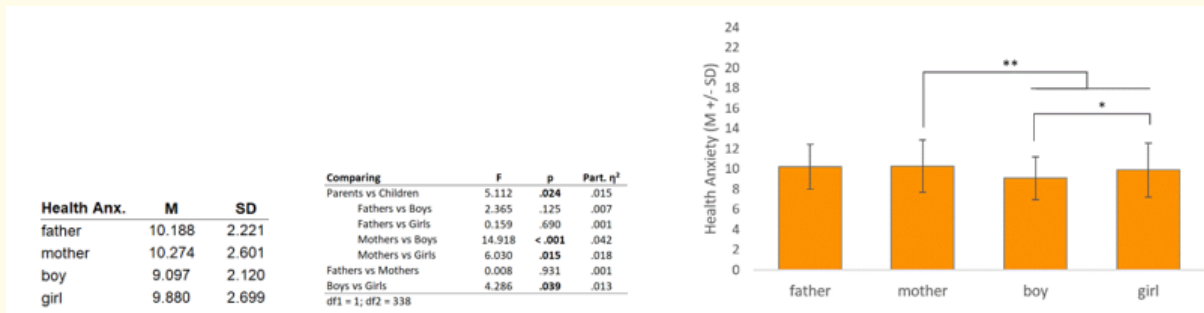 Health Anx. M SD
father 10.188 2.221
mother 10.274 2.601
boy 9.097 2.120
girl 9.880 2.699
Comparing F p Part. η²
Parents vs Children 5.112 .024 .015
Fathers vs Boys 2.365 .125 .007
Fathers vs Girls 0.159 .690 .001
Mothers vs Boys 14.918 < .001 .042
Mothers vs Girls 6.030 .015 .018
Fathers vs Mothers 0.008 .931 .001
Boys vs Girls 4.286 .039 .013
df1 = 1; df2 = 338
Health Anxiety (M +/- SD)
24
22
20
18
16
14
12
10
8
6
4
2
0
**
*
father mother boy girl